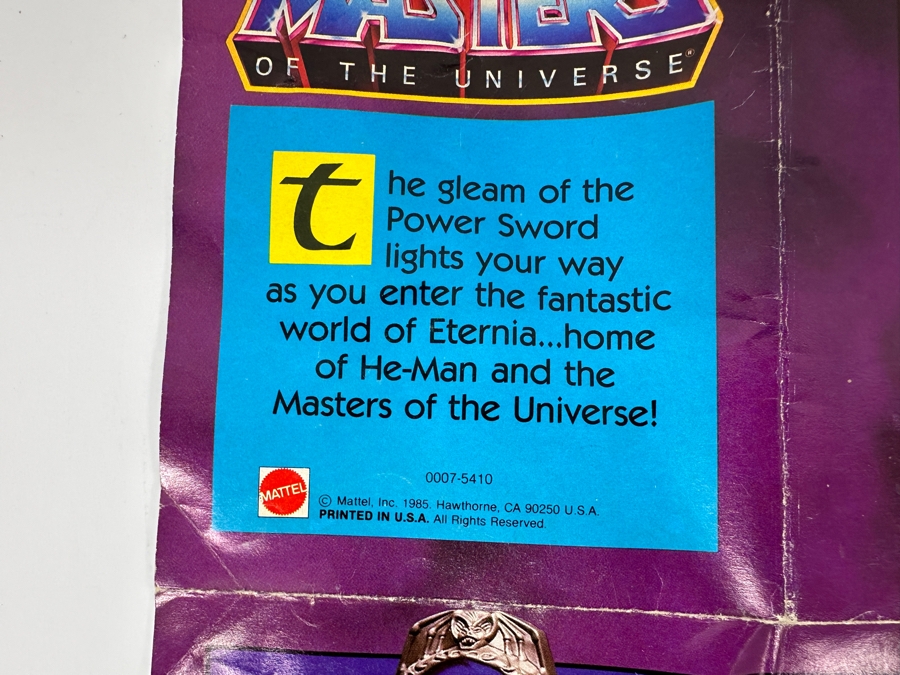 MASTERS
OF THE UNIVERSE®
the gleam of the
Power Sword
lights your way
as you enter the fantastic
world of Eternia...home
of He-Man and the
Masters of the Universe!
MATTEL
0007-5410
© Mattel, Inc. 1985. Hawthorne, CA 90250 U.S.A.
PRINTED IN U.S.A. All Rights Reserved.